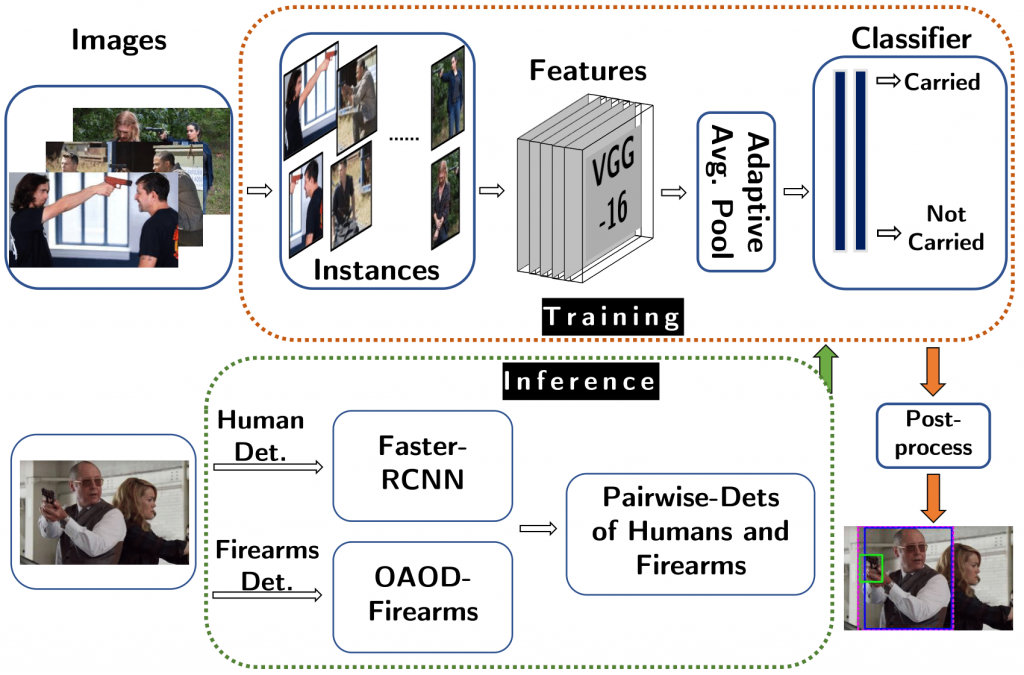 Images
Instances
......
Features
VGG
-16
Adaptive
Avg. Pool
Classifier
Carried
Not
Carried
Training
Inference
Human
Det.
Faster-
RCNN
Firearms
Det.
OAOD-
Firearms
Pairwise-Dets
of Humans and
Firearms
Post-
process